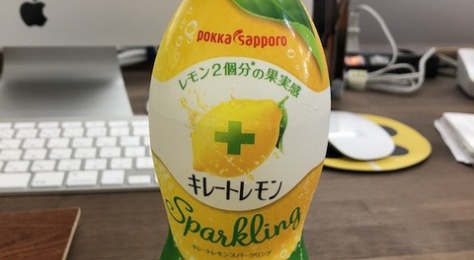 pokka sapporo
レモン2個分*の果実感
キレートレモン
Sparkling
キレートレモンスパークリング